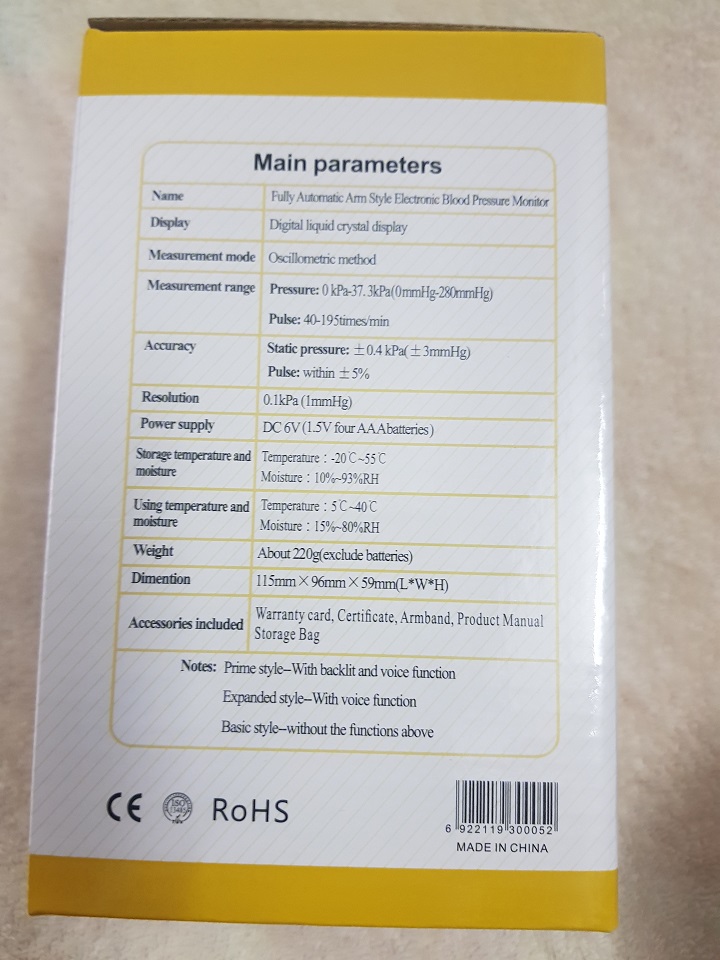 Main parameters
Name Fully Automatic Arm Style Electronic Blood Pressure Monitor
Display Digital liquid crystal display
Measurement mode Oscillometric method
Measurement range Pressure: 0 kPa-37.3kPa(0mmHg-280mmHg)
Pulse: 40-195times/min
Accuracy Static pressure: ±0.4 kPa(±3mmHg)
Pulse: within ±5%
Resolution 0.1kPa (1mmHg)
Power supply DC 6V (1.5V four AAAbatteries)
Storage temperature and Temperature : -20℃~55℃
moisture Moisture : 10%~93%RH
Using temperature and Temperature : 5℃~40℃
moisture Moisture : 15%~80%RH
Weight About 220g(exclude batteries)
Dimention 115mm×96mm×59mm(L*W*H)
Accessories included Warranty card, Certificate, Armband, Product Manual
Storage Bag
Notes: Prime style--With backlit and voice function
Expanded style--With voice function
Basic style--without the functions above
CE ISO 13485 RoHS
6 922119 300052
MADE IN CHINA